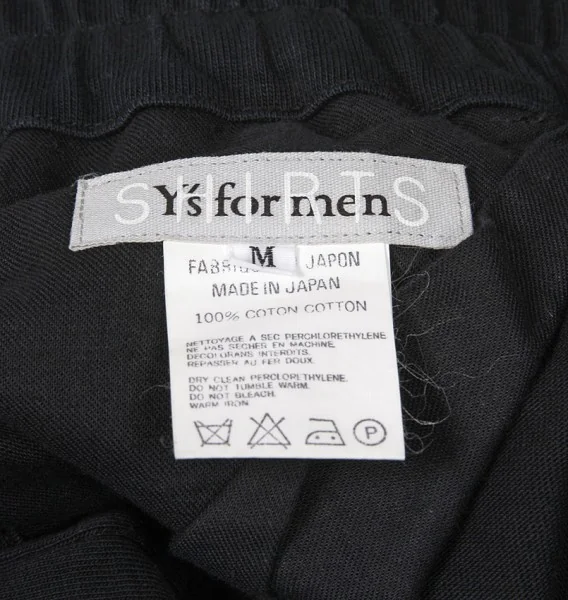 SHIRTS
Y's for men
M
JAPON
MADE IN JAPAN
100% COTON COTTON
NETTOYAGE A SEC PERCHLORETHYLENE
NE PAS SECHER EN MACHINE.
DECOLORANS INTERDITS.
REPASSER AU FER DOUX.
DRY CLEAN PERCLOPETHYLENE.
DO NOT TUMBLE WARM.
DO NOT BLEACH.
WARM IRON
P